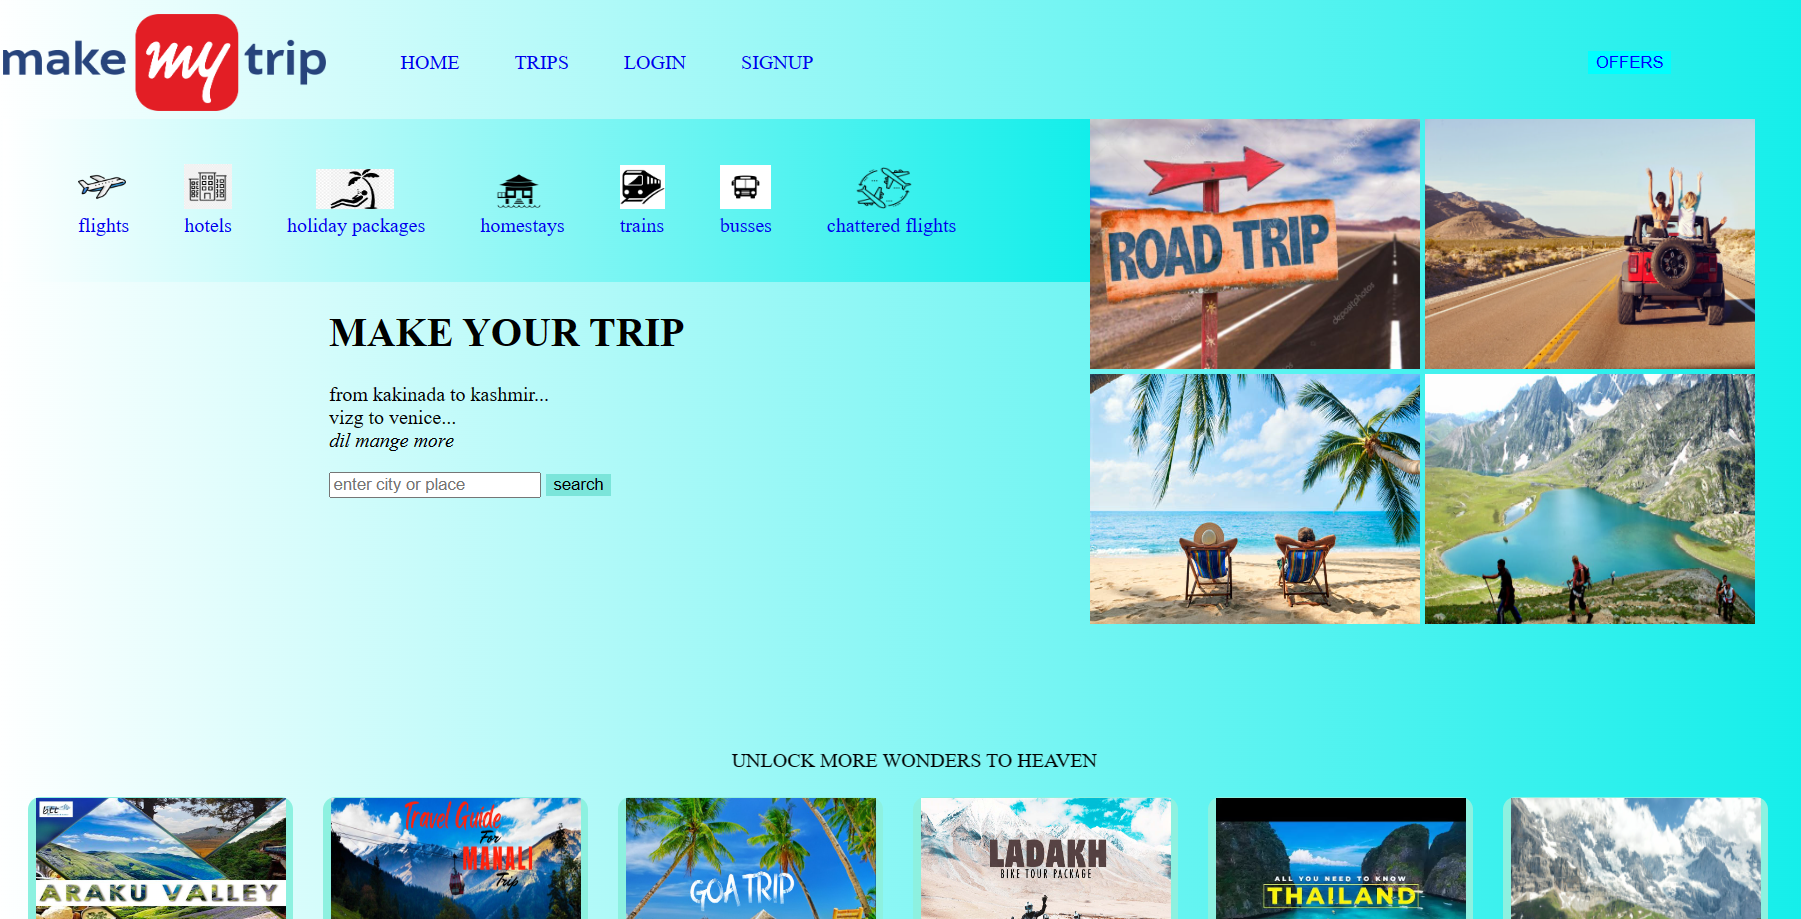 make my trip
HOME TRIPS LOGIN SIGNUP OFFERS
flights hotels holiday packages homestays trains busses chattered flights
ROAD TRIP
depositphotos
MAKE YOUR TRIP
from kakinada to kashmir...
vizg to venice...
dil mange more
enter city or place search
UNLOCK MORE WONDERS TO HEAVEN
btt
ARAKU VALLEY
Travel Guide
For
MANALI
Trip
GOA TRIP
LADAKH
BIKE TOUR PACKAGE
ALL YOU NEED TO KNOW
THAILAND